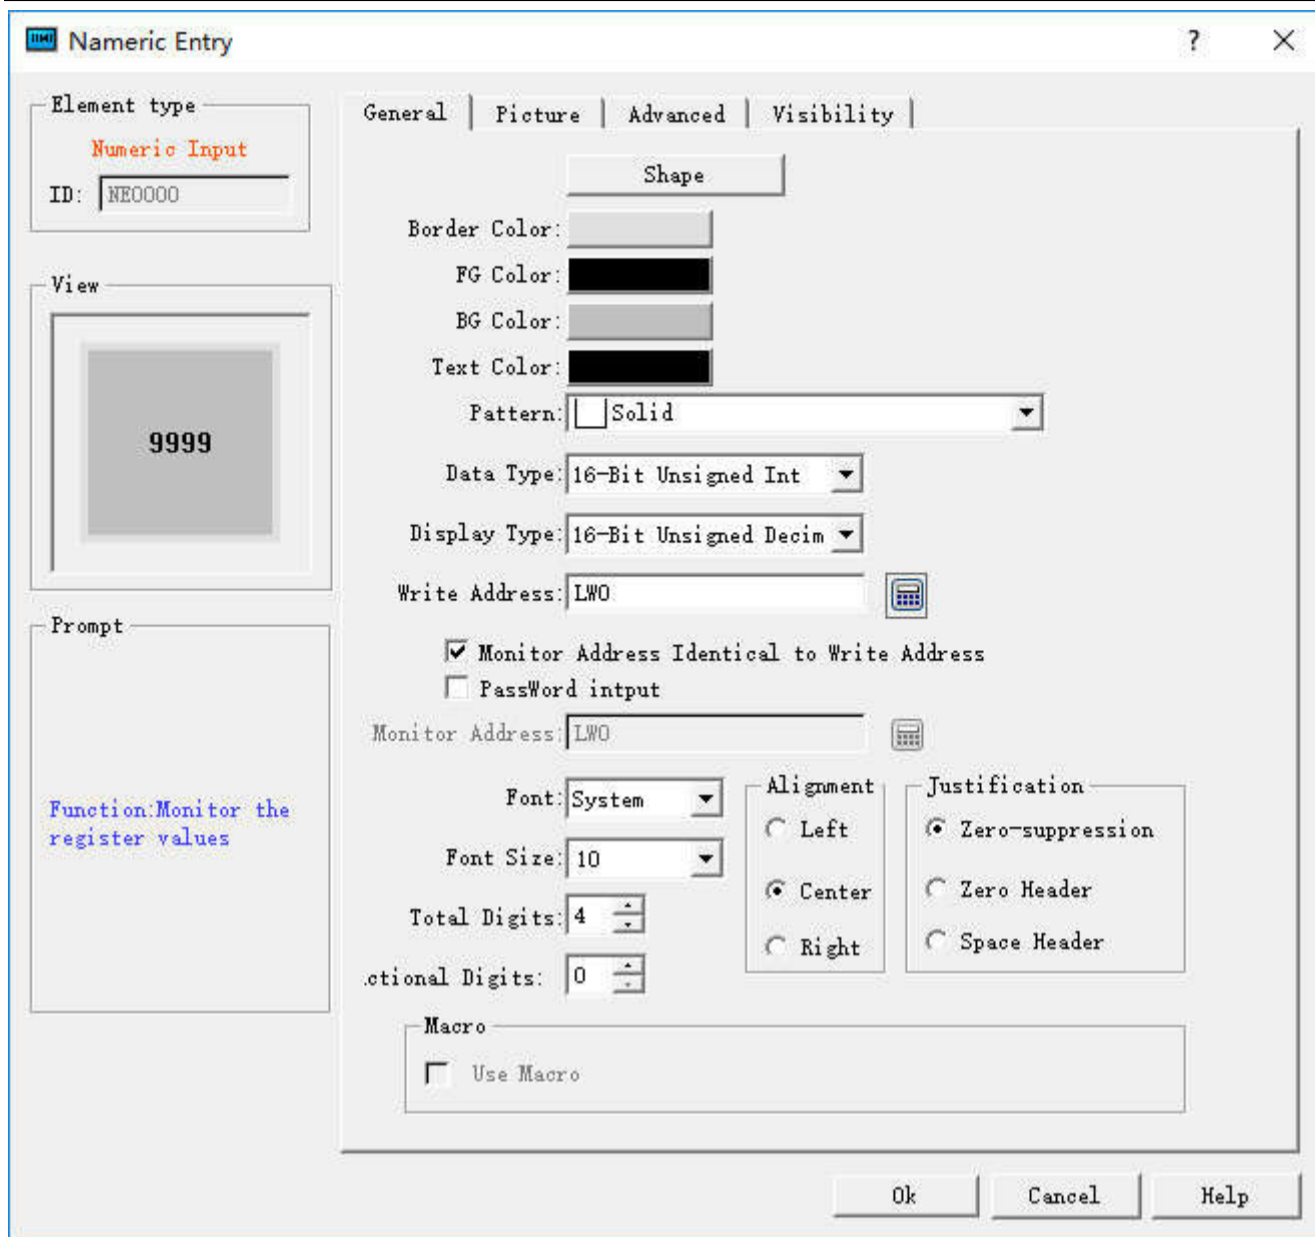 Nameric Entry
?
Element type
Numeric Input
ID: NE0000
View
9999
Prompt
Function:Monitor the
register values
General
Picture
Advanced
Visibility
Shape
Border Color:
FG Color:
BG Color:
Text Color:
Pattern: Solid
Data Type: 16-Bit Unsigned Int
Display Type: 16-Bit Unsigned Decim
Write Address: LW0
Monitor Address Identical to Write Address
PassWord intput
Monitor Address: LW0
Font: System
Font Size: 10
Total Digits: 4
.ctional Digits: 0
Alignment
Left
Center
Right
Justification
Zero-suppression
Zero Header
Space Header
Macro
Use Macro
Ok
Cancel
Help